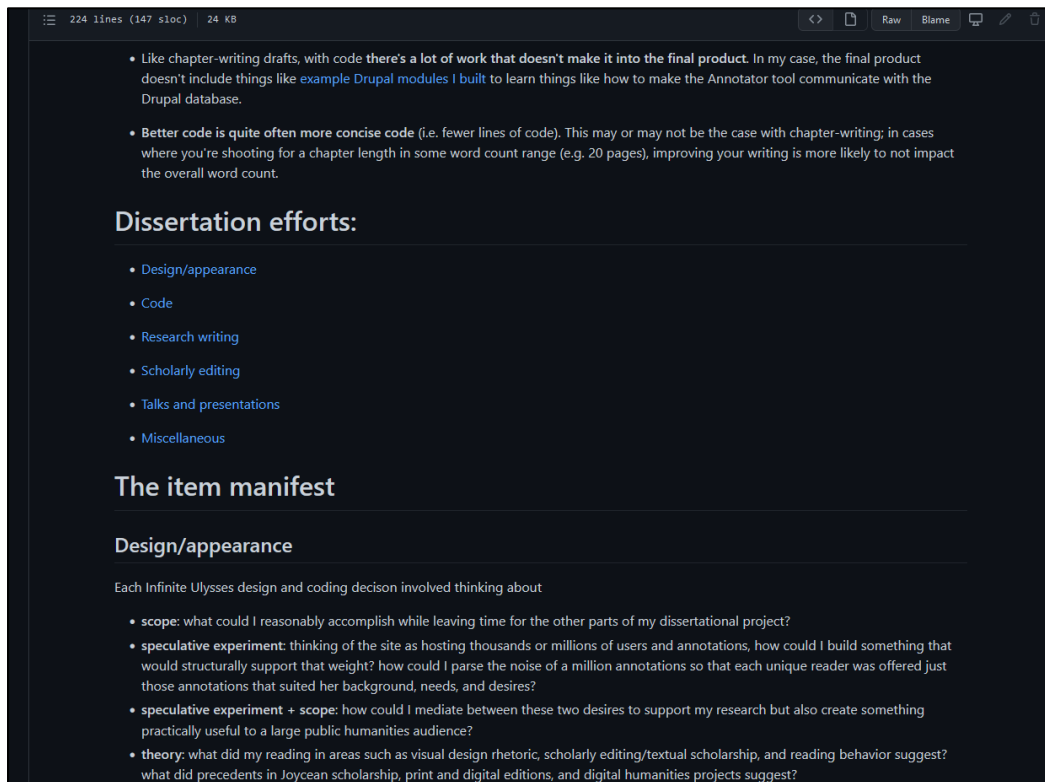 224 lines (147 sloc) 24 KB
Raw Blame
Like chapter-writing drafts, with code there's a lot of work that doesn't make it into the final product. In my case, the final product
doesn't include things like example Drupal modules I built to learn things like how to make the Annotator tool communicate with the
Drupal database.
Better code is quite often more concise code (i.e. fewer lines of code). This may or may not be the case with chapter-writing; in cases
where you're shooting for a chapter length in some word count range (e.g. 20 pages), improving your writing is more likely to not impact
the overall word count.
Dissertation efforts:
Design/appearance
Code
Research writing
Scholarly editing
Talks and presentations
Miscellaneous
The item manifest
Design/appearance
Each Infinite Ulysses design and coding decison involved thinking about
scope: what could I reasonably accomplish while leaving time for the other parts of my dissertational project?
speculative experiment: thinking of the site as hosting thousands or millions of users and annotations, how could I build something that
would structurally support that weight? how could I parse the noise of a million annotations so that each unique reader was offered just
those annotations that suited her background, needs, and desires?
speculative experiment + scope: how could I mediate between these two desires to support my research but also create something
practically useful to a large public humanities audience?
theory: what did my reading in areas such as visual design rhetoric, scholarly editing/textual scholarship, and reading behavior suggest?
what did precedents in Joycean scholarship, print and digital editions, and digital humanities projects suggest?